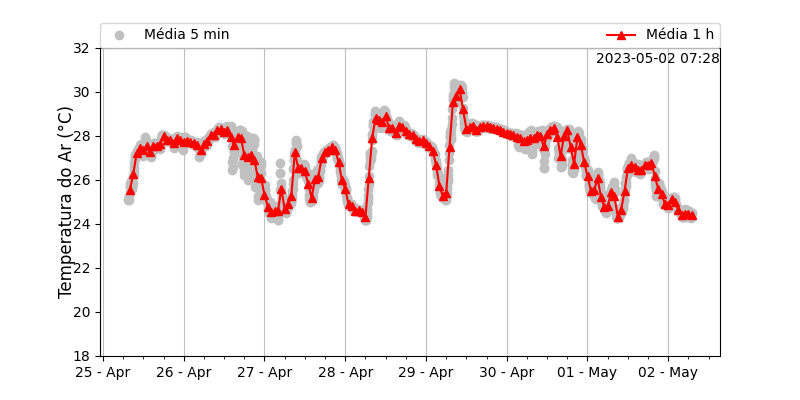 Média 5 min
Média 1 h
2023-05-02 07:28
Temperatura do Ar (°C)
32
30
28
26
24
22
20
18
25 - Apr
26 - Apr
27 - Apr
28 - Apr
29 - Apr
30 - Apr
01 - May
02 - May